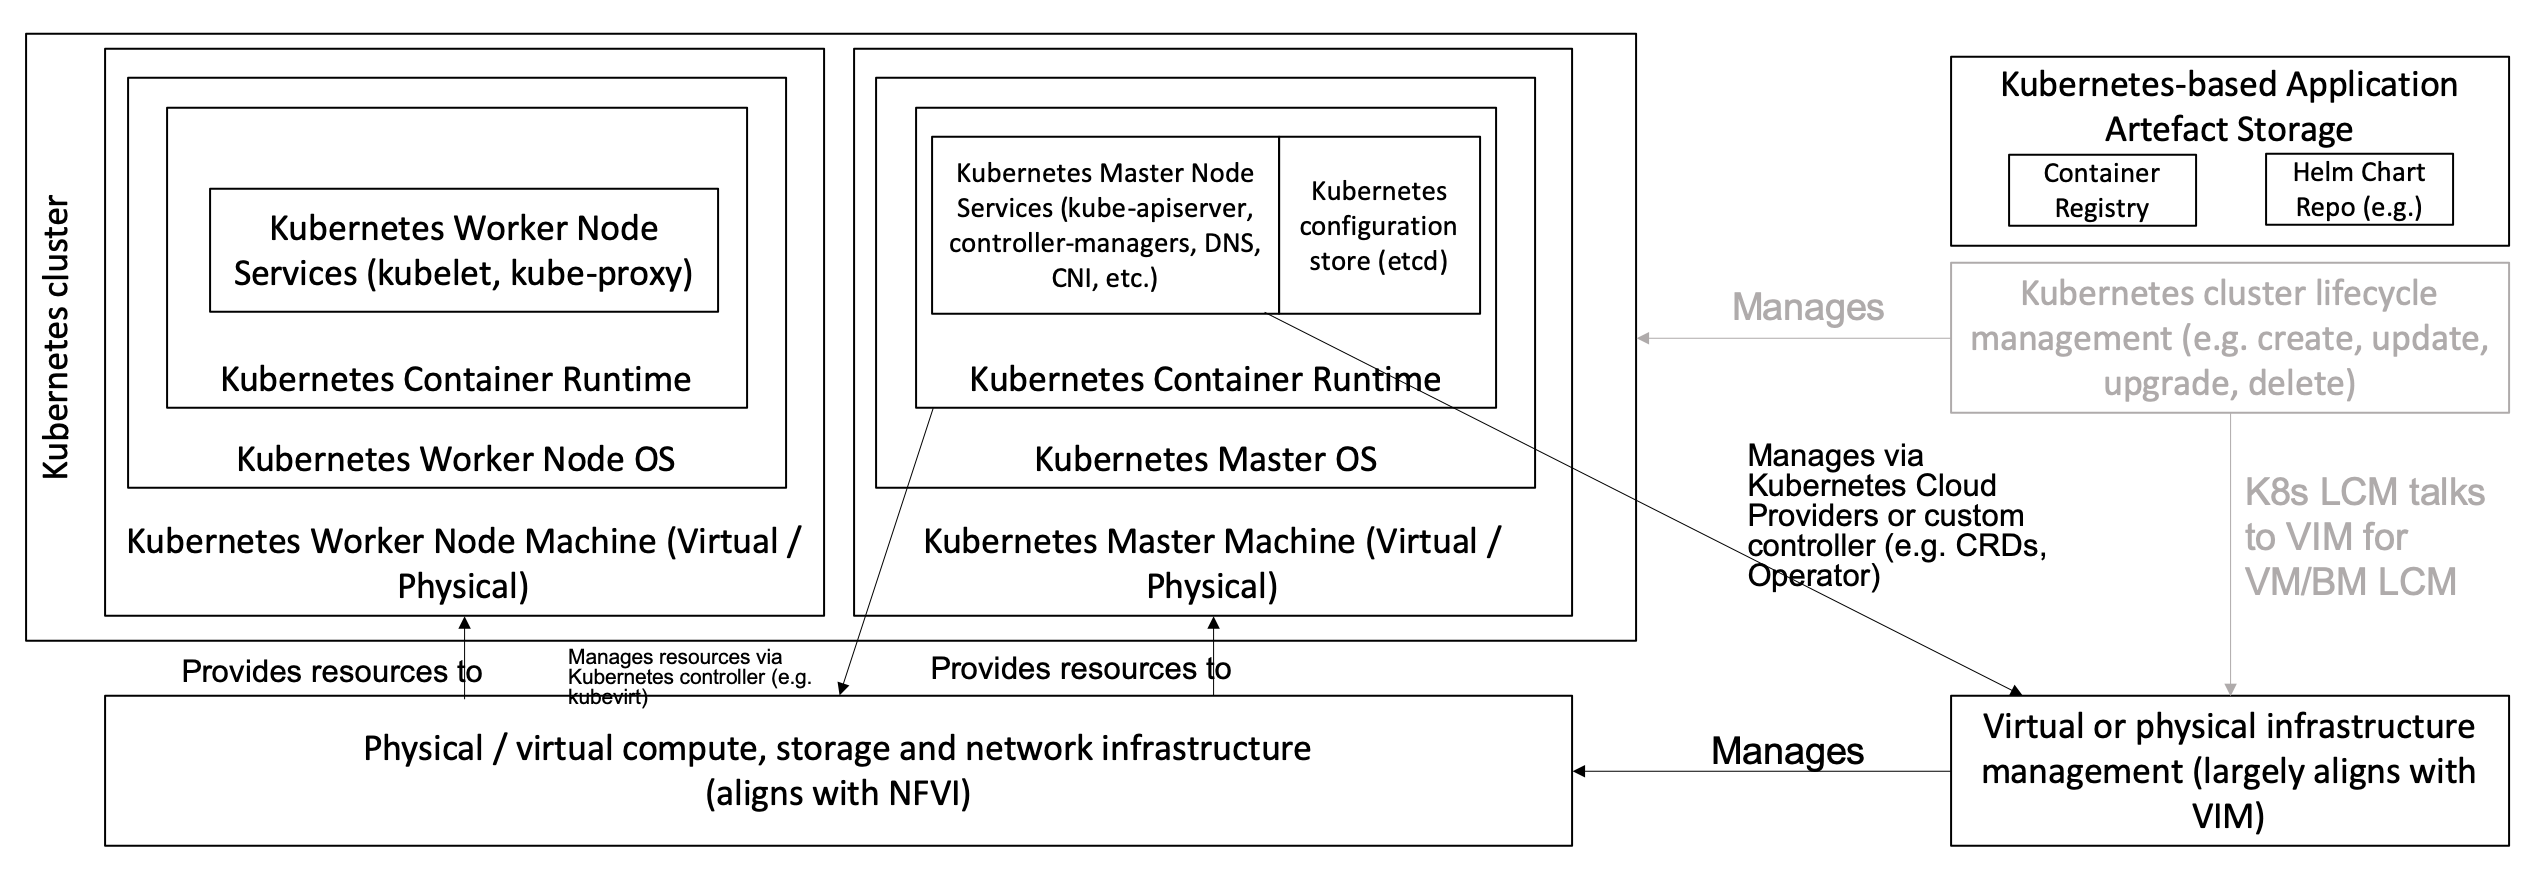 Kubernetes cluster
Kubernetes Worker Node
Services (kubelet, kube-proxy)
Kubernetes Container Runtime
Kubernetes Worker Node OS
Kubernetes Worker Node Machine (Virtual /
Physical)
Kubernetes Master Node
Services (kube-apiserver,
controller-managers, DNS,
CNI, etc.)
Kubernetes
configuration
store (etcd)
Kubernetes Container Runtime
Kubernetes Master OS
Kubernetes Master Machine (Virtual /
Physical)
Kubernetes-based Application
Artefact Storage
Container
Registry
Helm Chart
Repo (e.g.)
Manages
Kubernetes cluster lifecycle
management (e.g. create, update,
upgrade, delete)
Manages via
Kubernetes Cloud
Providers or custom
controller (e.g. CRDs,
Operator)
K8s LCM talks
to VIM for
VM/BM LCM
Provides resources to
Manages resources via
Kubernetes controller (e.g.
kubevirt)
Provides resources to
Physical / virtual compute, storage and network infrastructure
(aligns with NFVI)
Manages
Virtual or physical infrastructure
management (largely aligns with
VIM)